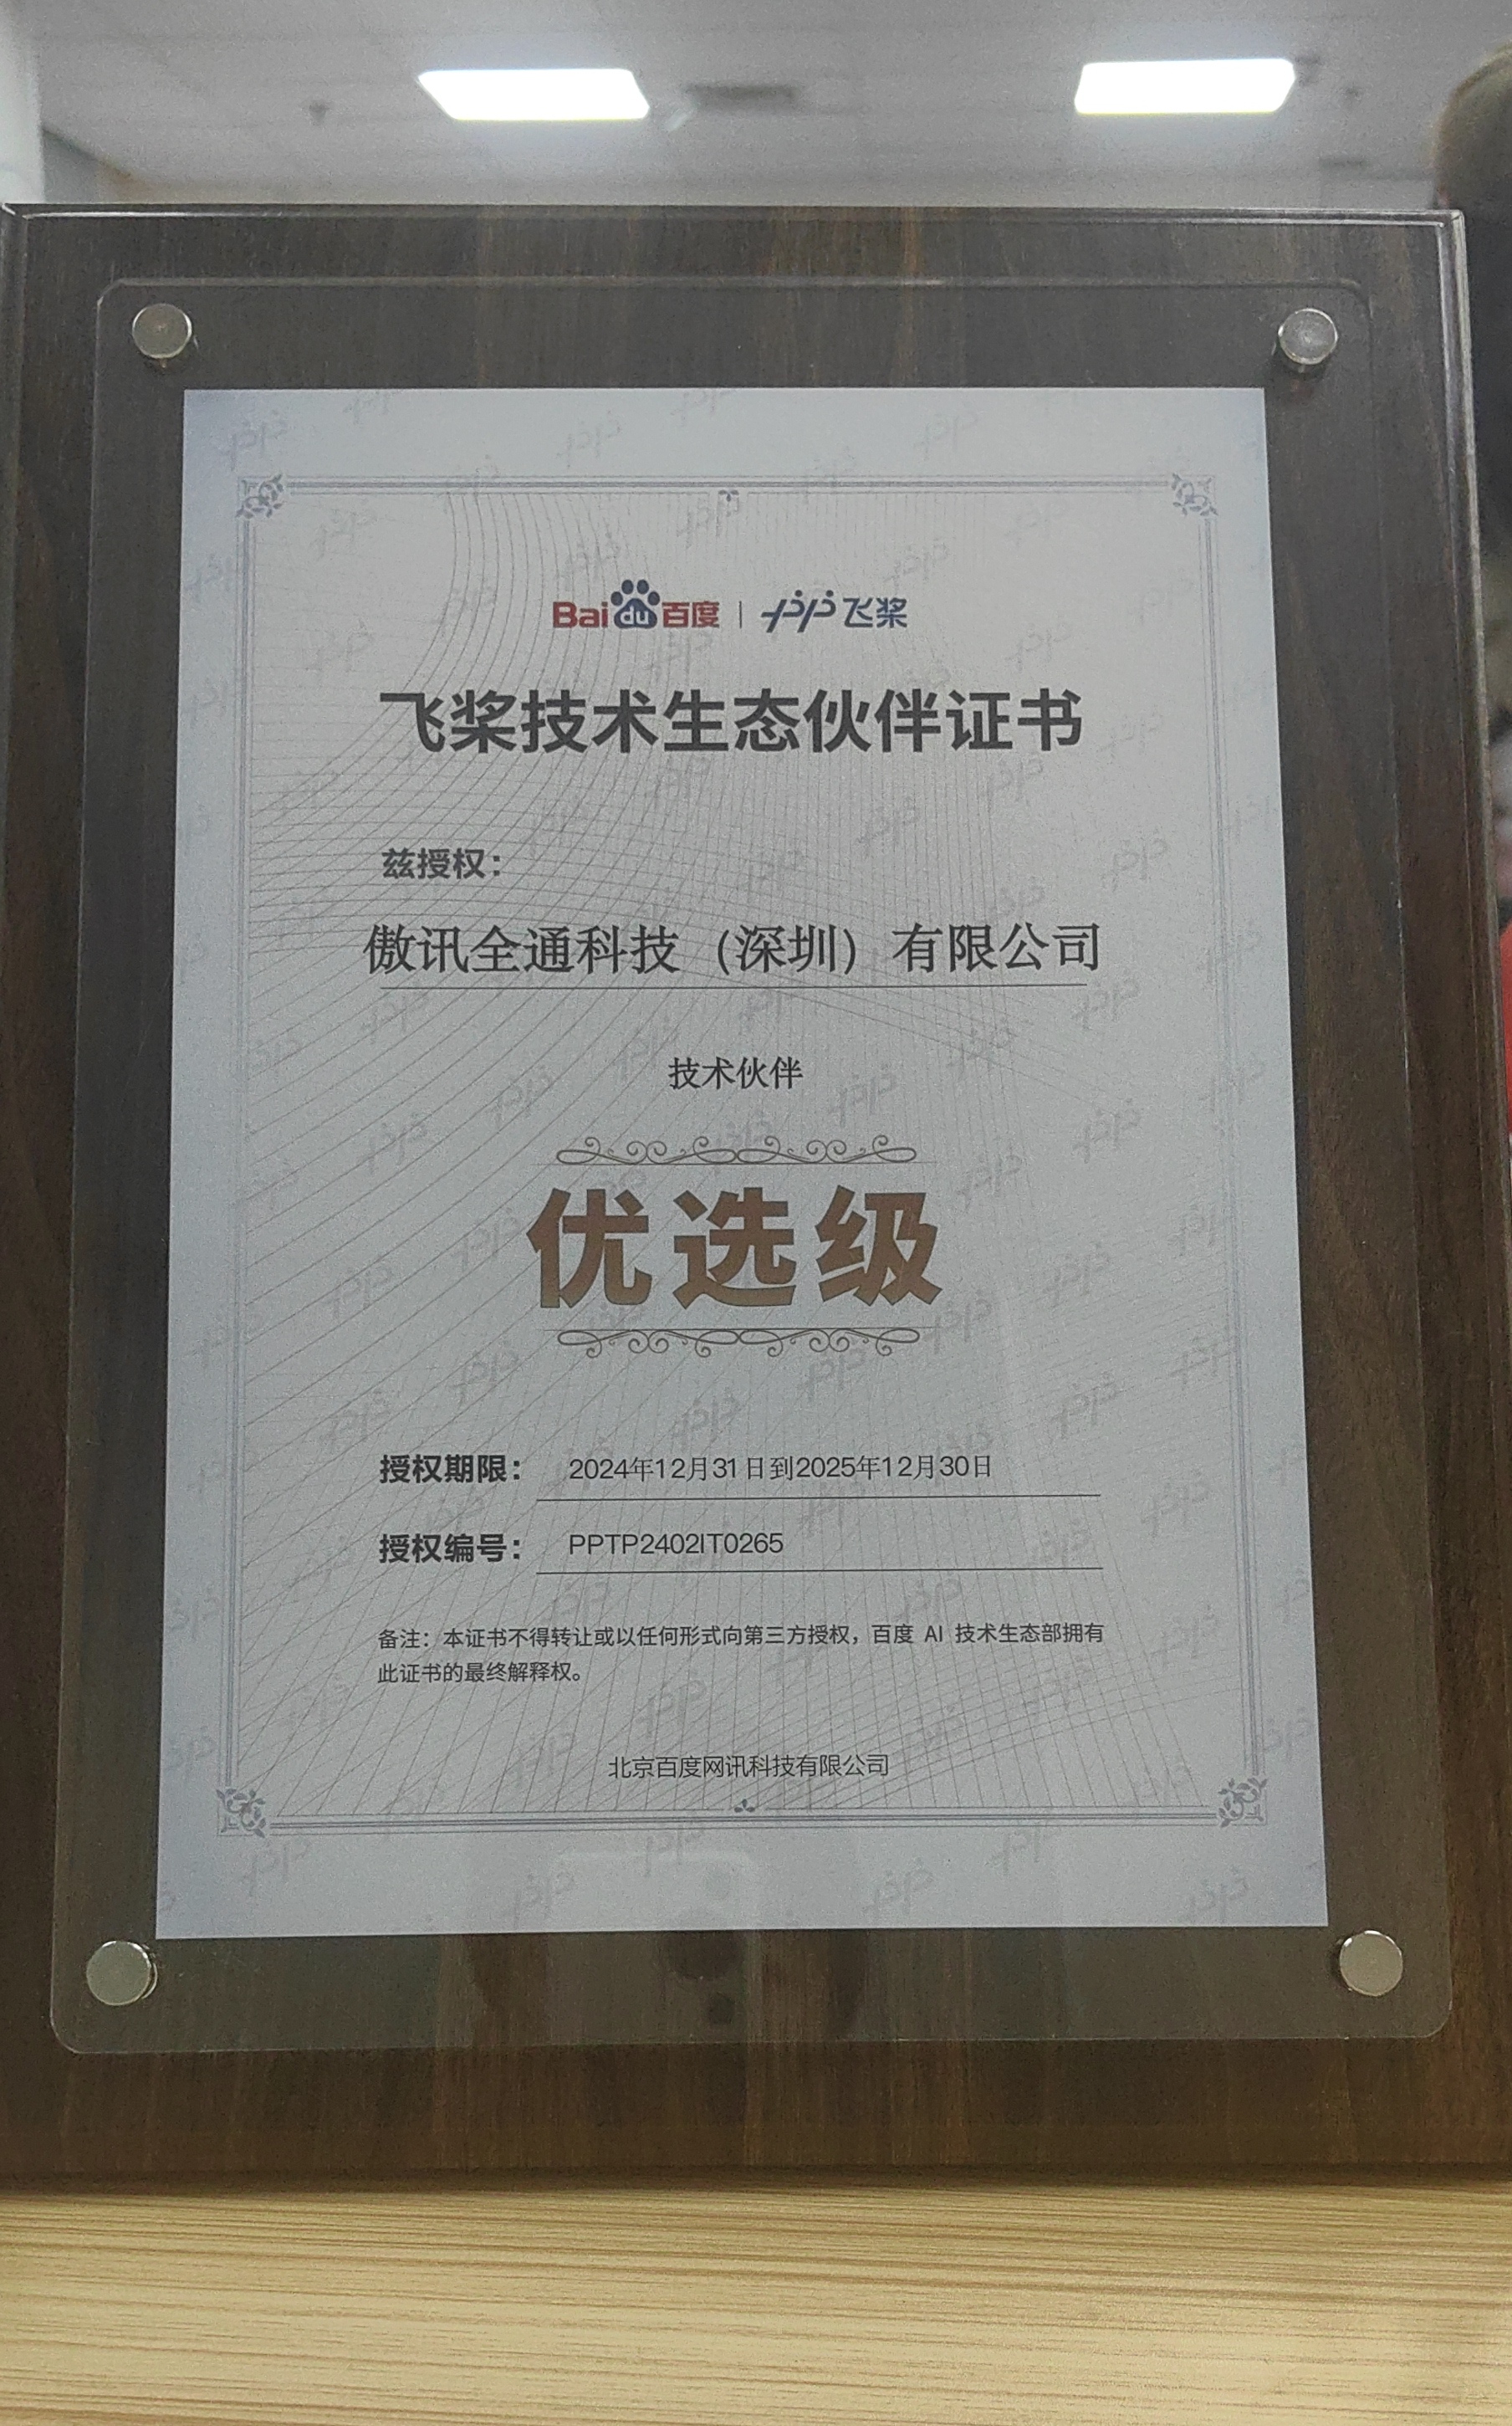 Bai du 百度 | 飞桨
飞桨技术生态伙伴证书
兹授权：
傲讯全通科技（深圳）有限公司
技术伙伴
优选级
授权期限： 2024年12月31日到2025年12月30日
授权编号： PPTP2402IT0265
备注：本证书不得转让或以任何形式向第三方授权，百度 AI 技术生态部拥有
此证书的最终解释权。
北京百度网讯科技有限公司